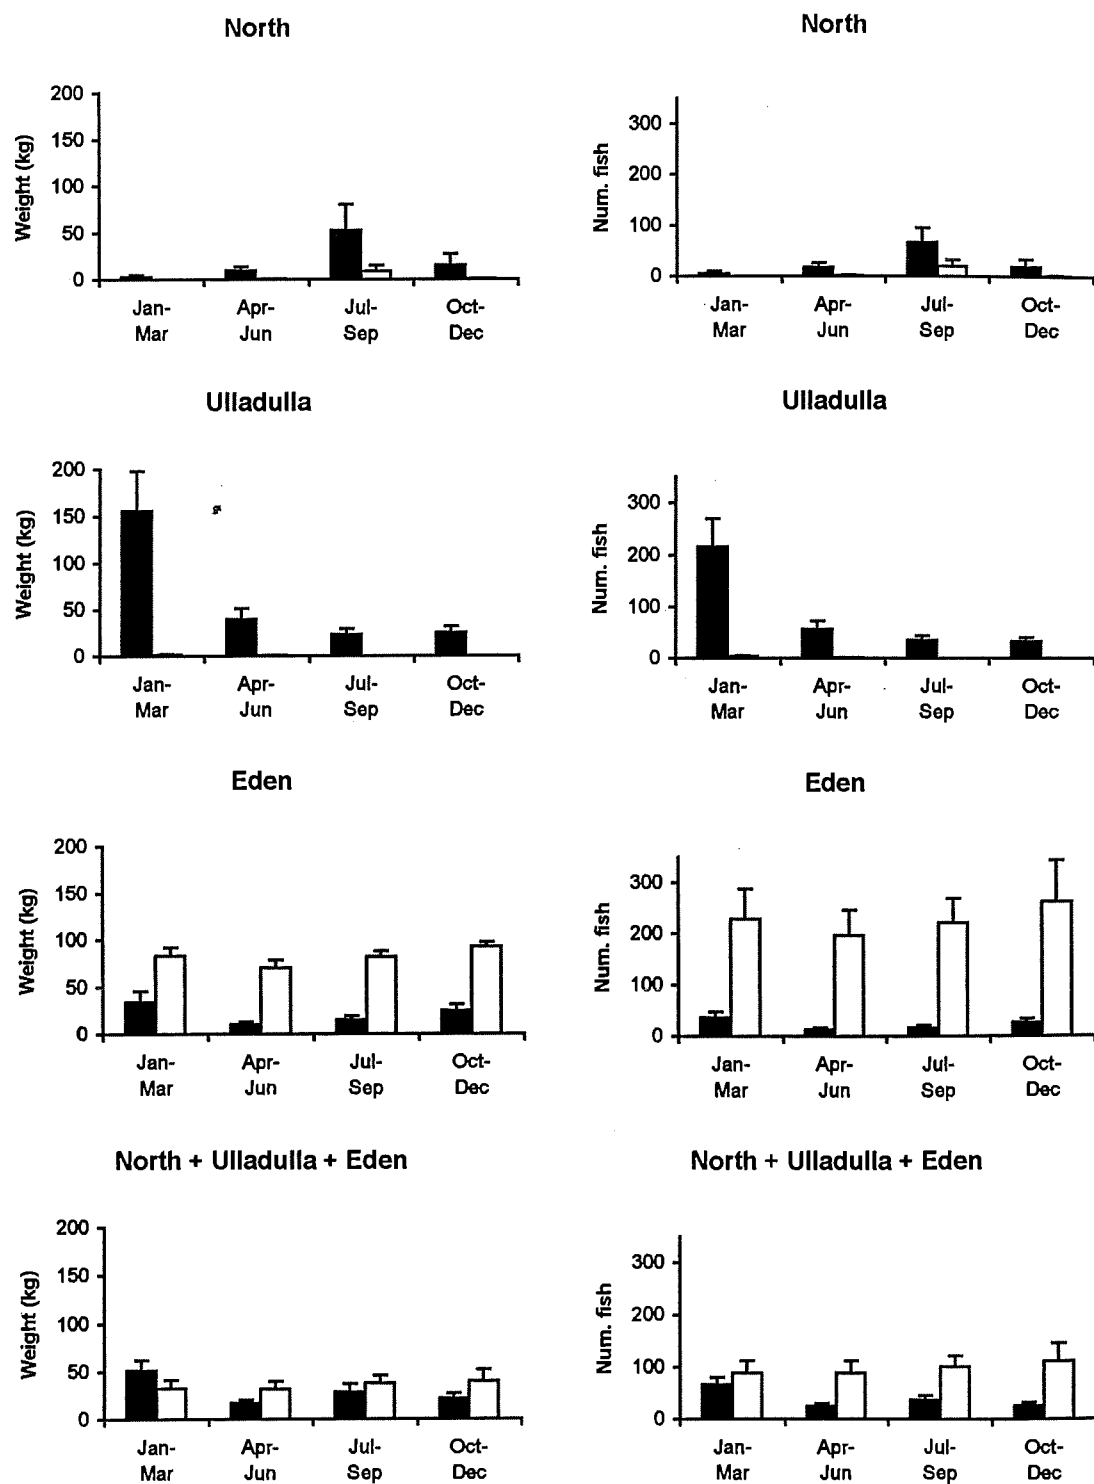 North
North
Weight (kg)
200
150
100
50
0
Jan-
Mar
Apr-
Jun
Jul-
Sep
Oct-
Dec
Num. fish
300
200
100
0
Jan-
Mar
Apr-
Jun
Jul-
Sep
Oct-
Dec
Ulladulla
Ulladulla
Weight (kg)
200
150
100
50
0
Jan-
Mar
Apr-
Jun
Jul-
Sep
Oct-
Dec
Num. fish
300
200
100
0
Jan-
Mar
Apr-
Jun
Jul-
Sep
Oct-
Dec
Eden
Eden
Weight (kg)
200
150
100
50
0
Jan-
Mar
Apr-
Jun
Jul-
Sep
Oct-
Dec
Num. fish
300
200
100
0
Jan-
Mar
Apr-
Jun
Jul-
Sep
Oct-
Dec
North + Ulladulla + Eden
North + Ulladulla + Eden
Weight (kg)
200
150
100
50
0
Jan-
Mar
Apr-
Jun
Jul-
Sep
Oct-
Dec
Num. fish
300
200
100
0
Jan-
Mar
Apr-
Jun
Jul-
Sep
Oct-
Dec